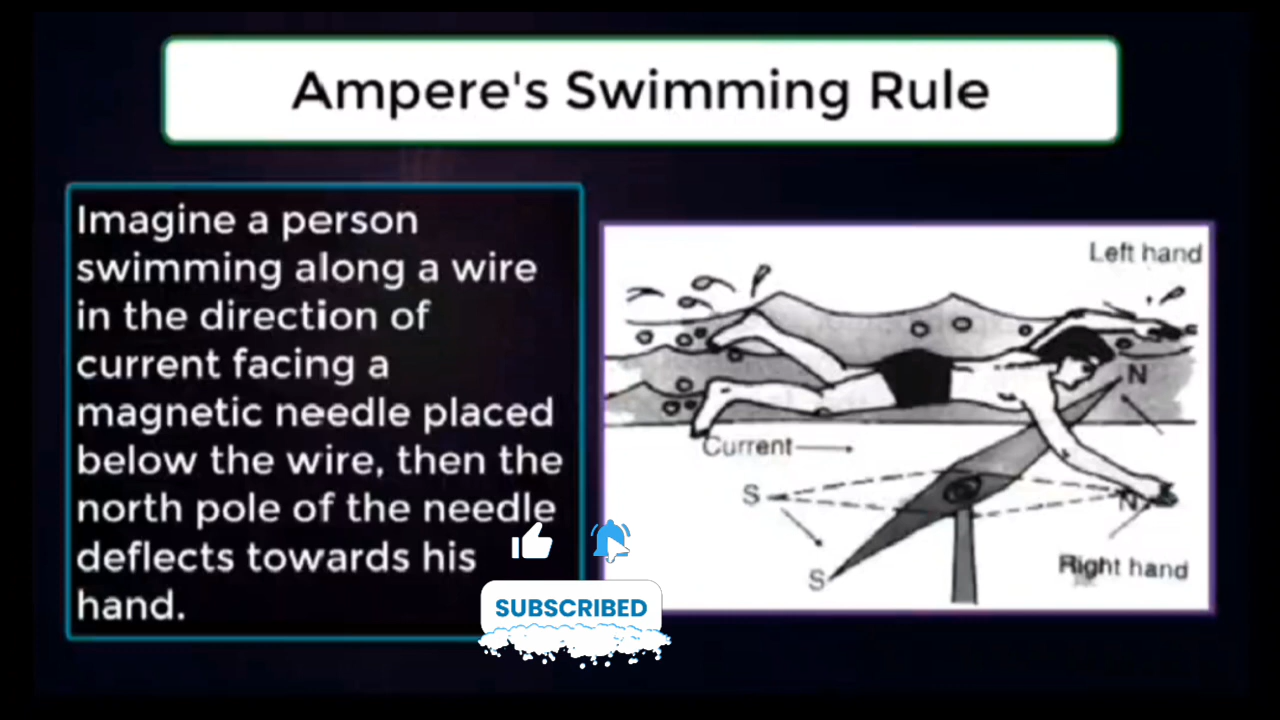 Ampere's Swimming Rule
Imagine a person
swimming along a wire
in the direction of
current facing a
magnetic needle placed
below the wire, then the
north pole of the needle
deflects towards his
hand.
Left hand
N
Current
S
N
S
Right hand
SUBSCRIBED